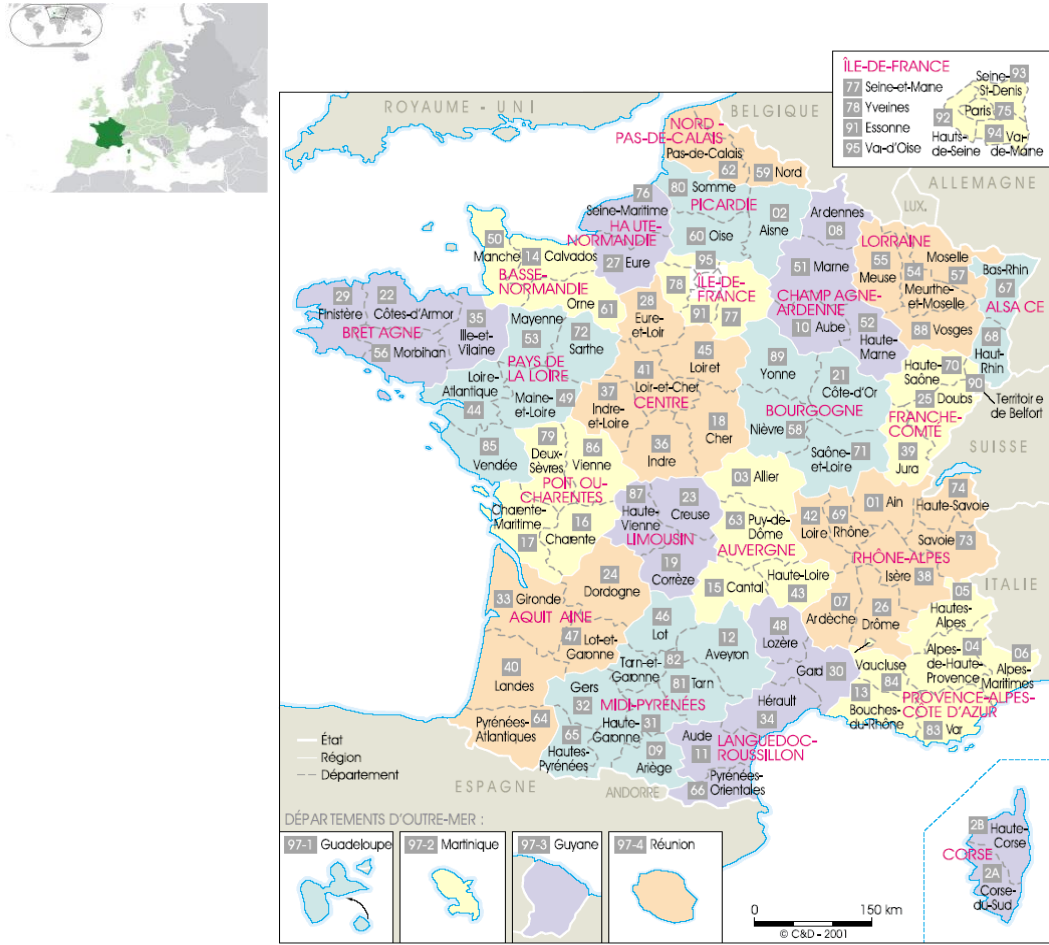 ROYAUME - UNI
BELGIQUE
ALLEMAGNE
LUX.
SUISSE
ITALIE
ESPAGNE
ANDORRE
ÎLE-DE-FRANCE
77 Seine-et-Mane
78 Yveines
91 Essonne
95 Val-d'Oise
Seine-
St-Denis
93
92
Hauts-
de-Seine
Paris 75
94 Val-
de-Mane
NORD -
PAS-DE-CALAIS
Pas-de-Calais
62
59 Nord
80 Somme
PICARDIE
02
Aisne
60 Oise
76
Seine-Maritime
HAUTE-
NORMANDIE
27 Eure
Ardennes
08
51 Marne
CHAMP AGNE-
ARDENNE
10 Aube
52
Haute-
Marne
LORRAINE
55
Meuse
Moselle
57
54
Meurthe-
et-Moselle
88 Vosges
Bas-Rhin
67
ALSA CE
68
Haut-
Rhin
50
Manche
14 Calvados
BASSE-
NORMANDIE
Orne
61
95
ÎLE-DE-
FRANCE
78
91
77
29
Finistère
22
Côtes-d'Armor
BRET AGNE
56 Morbihan
35
Ille-et-
Vilaine
Mayenne
53
72
Sarthe
PAYS DE
LA LOIRE
Loire-
Atlantique
44
Maine-
et-Loire
49
85
Vendée
28
Eure-
et-Loir
45
Loiret
41
Loir-et-Cher
CENTRE
37
Indre-
et-Loire
18
Cher
36
Indre
89
Yonne
21
Côte-d'Or
BOURGOGNE
Nièvre 58
Saône-
et-Loire
71
Haute-
Saône
70
25 Doubs
90
Territoire
de Belfort
FRANCHE-
COMTÉ
39
Jura
79
Deux-
Sèvres
86
Vienne
POIT OU-
CHARENTES
Charente-
Maritime
17
16
Charente
87
Haute-
Vienne
23
Creuse
LIMOUSIN
19
Corrèze
03 Allier
63 Puy-de-
Dôme
AUVERGNE
15 Cantal
Haute-Loire
43
01 Ain
74
Haute-Savoie
42
Loire
69
Rhône
Savoie 73
RHÔNE-ALPES
Isère 38
07
Ardèche
26
Drôme
24
Dordogne
33 Gironde
AQUIT AINE
47 Lot-et-
Garonne
40
Landes
Pyrénées-
Atlantiques
64
46
Lot
12
Aveyron
Tarn-et-
Garonne
82
81 Tarn
Gers
32
MIDI-PYRÉNÉES
Haute-
Garonne
31
65
Hautes-
Pyrénées
09
Ariège
48
Lozère
Gard 30
Hérault
34
Aude
11
LANGUEDOC-
ROUSSILLON
66
Pyrénées-
Orientales
05
Hautes-
Alpes
04
Alpes-
de-Haute-
Provence
06
Alpes-
Maritimes
Vaucluse
84
13
Bouches-
du-Rhône
PROVENCE-ALPES-
CÔTE D'AZUR
83 Var
État
Région
Département
2B Haute-
Corse
CORSE
2A
Corse-
du-Sud
DÉPAR TEMENTS D'OUTRE-MER :
97-1 Guadeloupe
97-2 Martinique
97-3 Guyane
97-4 Réunion
0 150 km
© C&D - 2001